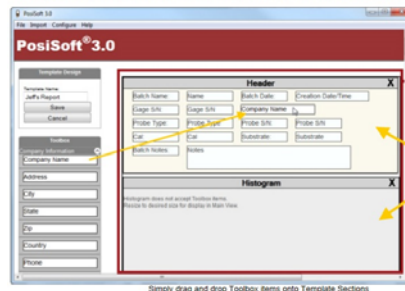 PosiSoft 3.0
File Import Configure Help
PosiSoft®3.0
Template Design
Template Name:
Jeff's Report
Save
Cancel
Toolbox
Company Information
Company Name
Address
City
State
Zip
Country
Phone
Header X
Batch Name: Name Batch Date: Creation Date/Time
Gage S/N Gage S/N Company Name
Probe Type: Probe Type Probe S/N: Probe S/N
Cal: Cal Substrate: Substrate
Batch Notes: Notes
Histogram X
Histogram does not accept Toolbox items.
Resize to desired size for display in Main View.
Simply drag and drop Toolbox items onto Template Sections